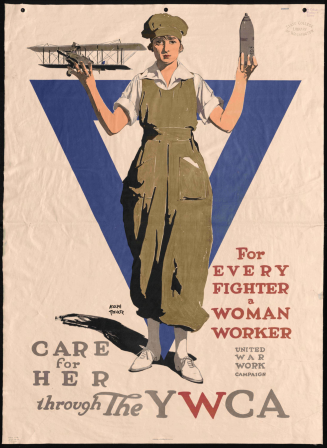 For
EVERY
FIGHTER
a
WOMAN
WORKER
UNITED
WAR
WORK
CAMPAIGN
CARE
for
HER
through The YWCA